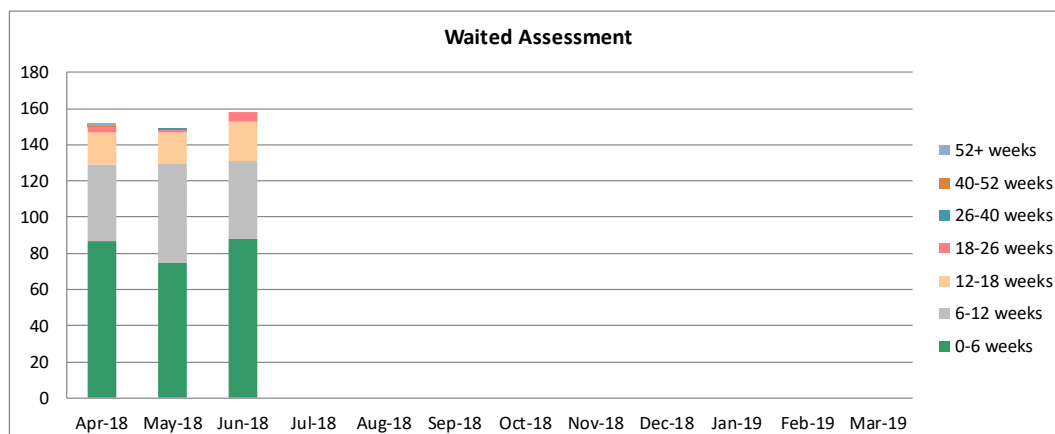 Waited Assessment
180
160
140
120
100
80
60
40
20
0
Apr-18 May-18 Jun-18 Jul-18 Aug-18 Sep-18 Oct-18 Nov-18 Dec-18 Jan-19 Feb-19 Mar-19
52+ weeks
40-52 weeks
26-40 weeks
18-26 weeks
12-18 weeks
6-12 weeks
0-6 weeks